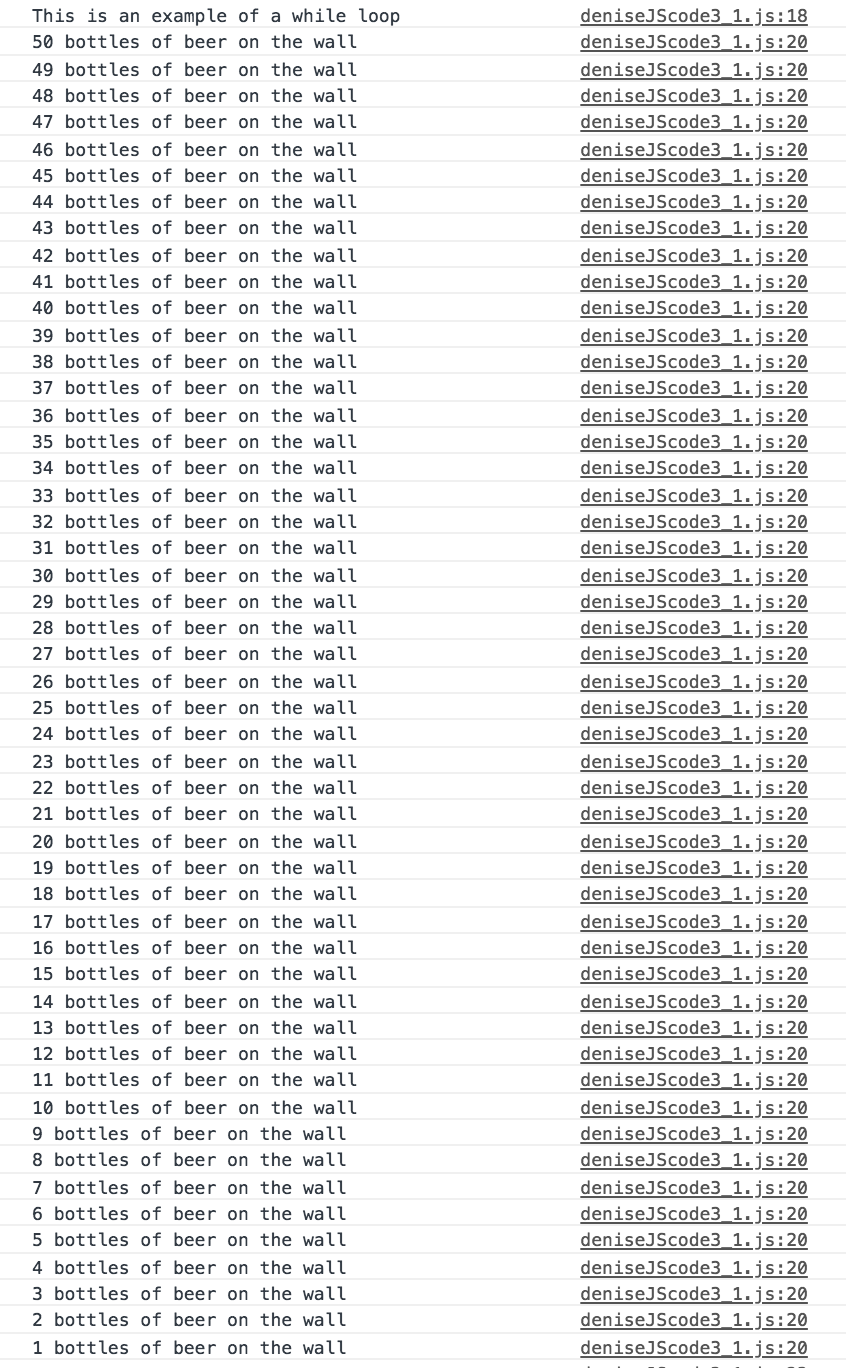 This is an example of a while loop deniseJScode3_1.js:18
50 bottles of beer on the wall deniseJScode3_1.js:20
49 bottles of beer on the wall deniseJScode3_1.js:20
48 bottles of beer on the wall deniseJScode3_1.js:20
47 bottles of beer on the wall deniseJScode3_1.js:20
46 bottles of beer on the wall deniseJScode3_1.js:20
45 bottles of beer on the wall deniseJScode3_1.js:20
44 bottles of beer on the wall deniseJScode3_1.js:20
43 bottles of beer on the wall deniseJScode3_1.js:20
42 bottles of beer on the wall deniseJScode3_1.js:20
41 bottles of beer on the wall deniseJScode3_1.js:20
40 bottles of beer on the wall deniseJScode3_1.js:20
39 bottles of beer on the wall deniseJScode3_1.js:20
38 bottles of beer on the wall deniseJScode3_1.js:20
37 bottles of beer on the wall deniseJScode3_1.js:20
36 bottles of beer on the wall deniseJScode3_1.js:20
35 bottles of beer on the wall deniseJScode3_1.js:20
34 bottles of beer on the wall deniseJScode3_1.js:20
33 bottles of beer on the wall deniseJScode3_1.js:20
32 bottles of beer on the wall deniseJScode3_1.js:20
31 bottles of beer on the wall deniseJScode3_1.js:20
30 bottles of beer on the wall deniseJScode3_1.js:20
29 bottles of beer on the wall deniseJScode3_1.js:20
28 bottles of beer on the wall deniseJScode3_1.js:20
27 bottles of beer on the wall deniseJScode3_1.js:20
26 bottles of beer on the wall deniseJScode3_1.js:20
25 bottles of beer on the wall deniseJScode3_1.js:20
24 bottles of beer on the wall deniseJScode3_1.js:20
23 bottles of beer on the wall deniseJScode3_1.js:20
22 bottles of beer on the wall deniseJScode3_1.js:20
21 bottles of beer on the wall deniseJScode3_1.js:20
20 bottles of beer on the wall deniseJScode3_1.js:20
19 bottles of beer on the wall deniseJScode3_1.js:20
18 bottles of beer on the wall deniseJScode3_1.js:20
17 bottles of beer on the wall deniseJScode3_1.js:20
16 bottles of beer on the wall deniseJScode3_1.js:20
15 bottles of beer on the wall deniseJScode3_1.js:20
14 bottles of beer on the wall deniseJScode3_1.js:20
13 bottles of beer on the wall deniseJScode3_1.js:20
12 bottles of beer on the wall deniseJScode3_1.js:20
11 bottles of beer on the wall deniseJScode3_1.js:20
10 bottles of beer on the wall deniseJScode3_1.js:20
9 bottles of beer on the wall deniseJScode3_1.js:20
8 bottles of beer on the wall deniseJScode3_1.js:20
7 bottles of beer on the wall deniseJScode3_1.js:20
6 bottles of beer on the wall deniseJScode3_1.js:20
5 bottles of beer on the wall deniseJScode3_1.js:20
4 bottles of beer on the wall deniseJScode3_1.js:20
3 bottles of beer on the wall deniseJScode3_1.js:20
2 bottles of beer on the wall deniseJScode3_1.js:20
1 bottles of beer on the wall deniseJScode3_1.js:20